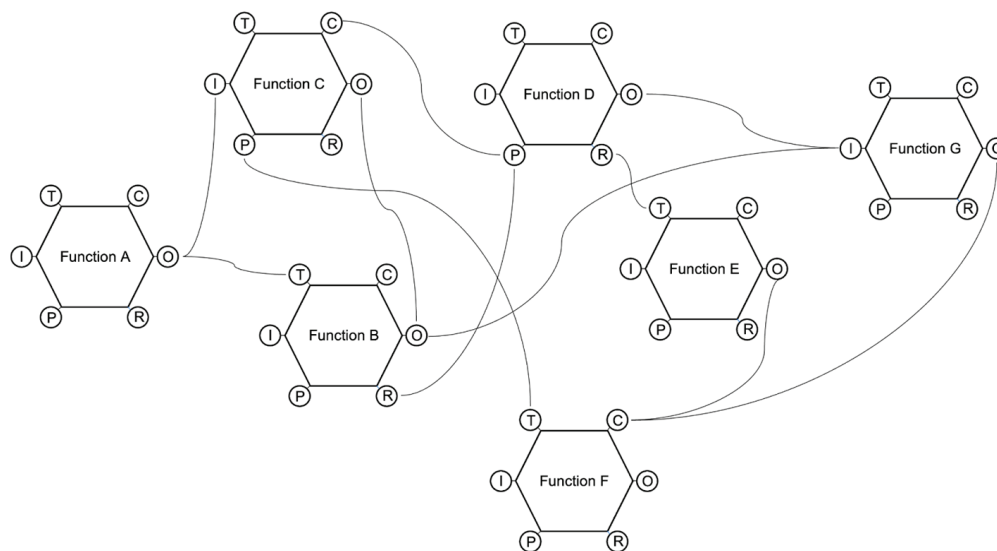 T C
I Function C O
P R
T C
I Function D O
P R
T C
I Function G O
P R
T C
I Function A O
P R
T C
I Function B O
P R
T C
I Function E O
P R
T C
I Function F O
P R